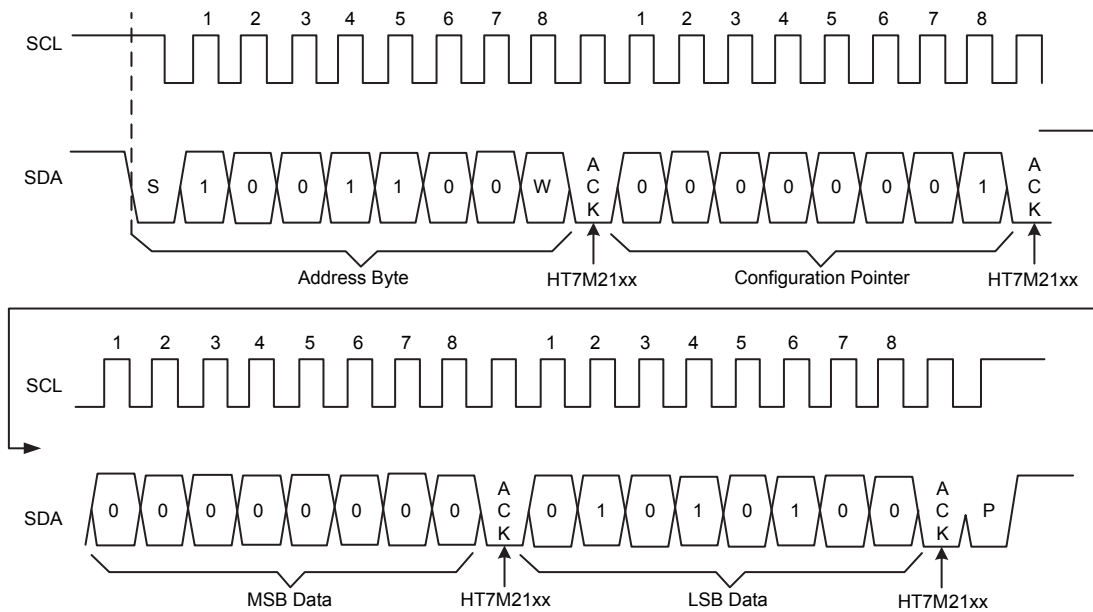 1 2 3 4 5 6 7 8 1 2 3 4 5 6 7 8
SCL
SDA S 1 0 0 1 1 0 0 W ACK 0 0 0 0 0 0 0 1 ACK
Address Byte HT7M21xx Configuration Pointer HT7M21xx
1 2 3 4 5 6 7 8 1 2 3 4 5 6 7 8
SCL
SDA 0 0 0 0 0 0 0 0 ACK 0 1 0 1 0 1 0 0 ACK P
MSB Data HT7M21xx LSB Data HT7M21xx